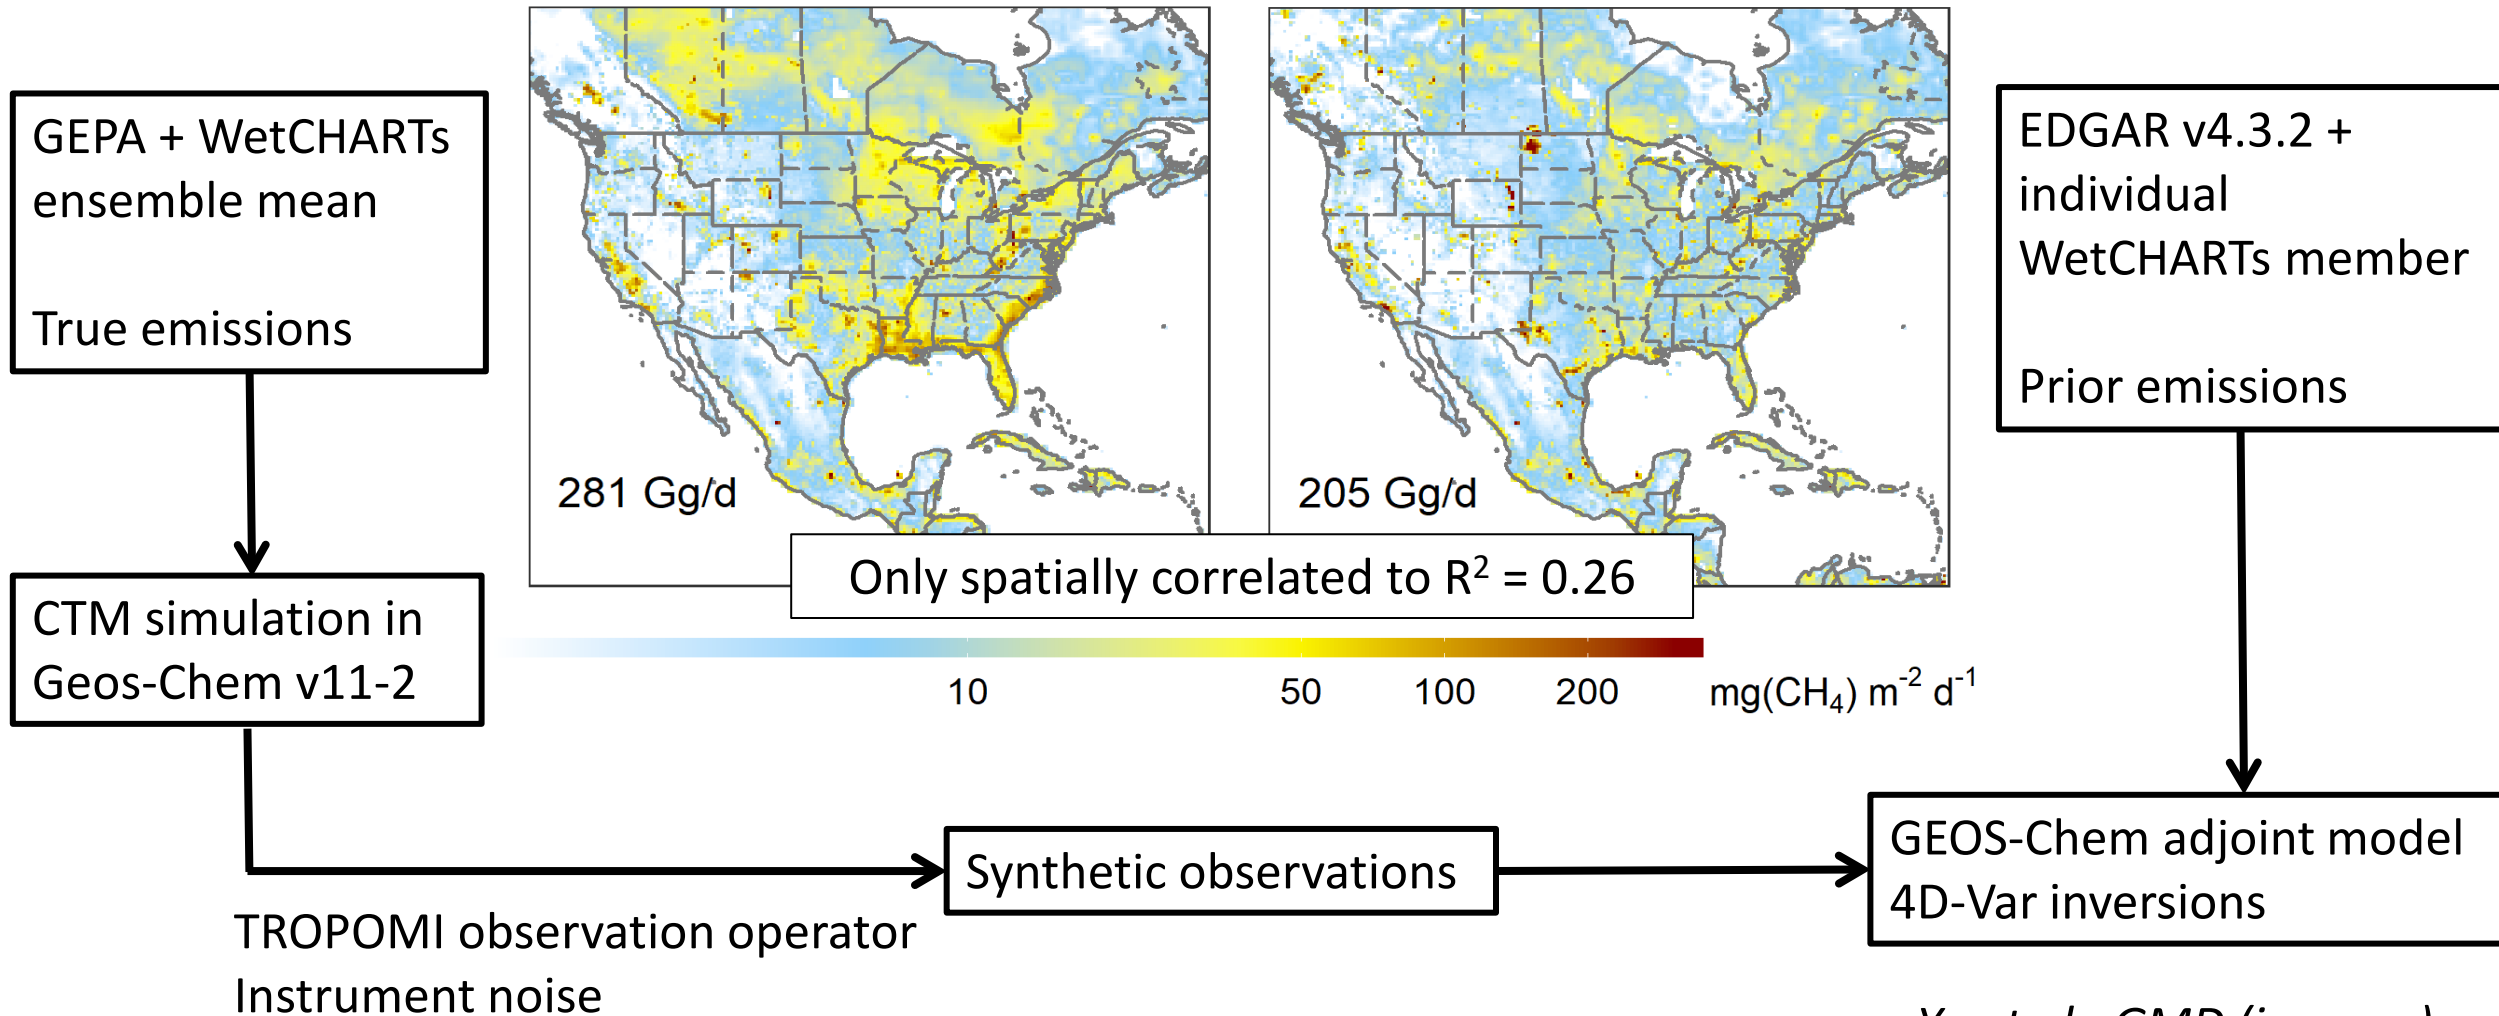 GEPA + WetCHARTs
ensemble mean
True emissions
281 Gg/d
205 Gg/d
EDGAR v4.3.2 +
individual
WetCHARTs member
Prior emissions
Only spatially correlated to R² = 0.26
10 50 100 200 mg(CH₄) m⁻² d⁻¹
CTM simulation in
Geos-Chem v11-2
Synthetic observations
GEOS-Chem adjoint model
4D-Var inversions
TROPOMI observation operator
Instrument noise